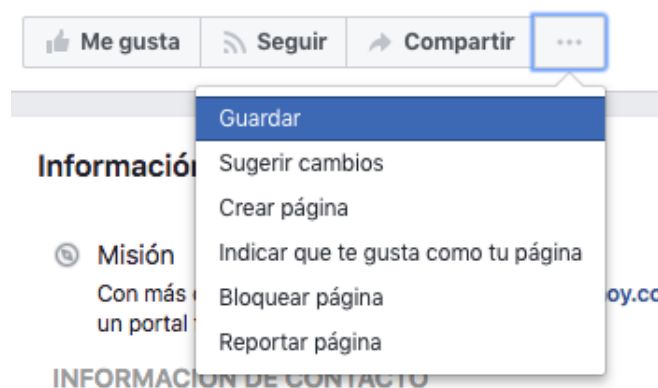 Me gusta Seguir Compartir ...
Guardar
Informació
Sugerir cambios
Crear página
Misión
Indicar que te gusta como tu página
Con más
Bloquear página
oy.co
un portal
Reportar página
INFORMACIÓN DE CONTACTO